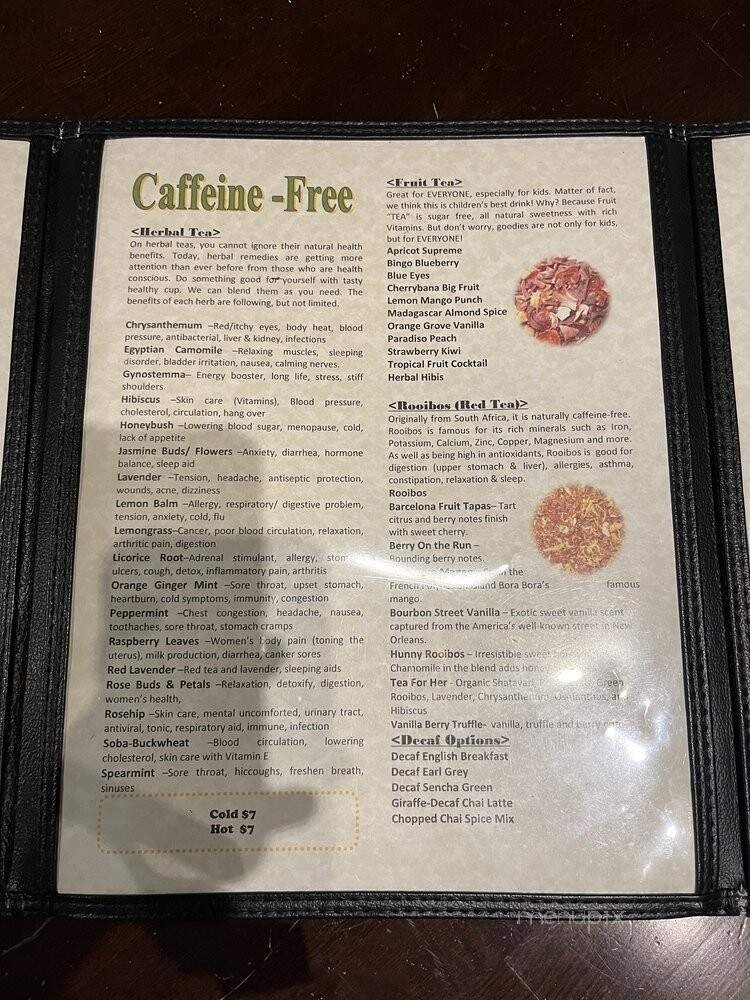 Caffeine -Free
<Herbal Tea>
On herbal teas, you cannot ignore their natural health
benefits. Today, herbal remedies are getting more
attention than ever before from those who are health
conscious. Do something good for yourself with tasty
healthy cup. We can blend them as you need. The
benefits of each herb are following, but not limited.
Chrysanthemum –Red/itchy eyes, body heat, blood
pressure, antibacterial, liver & kidney, infections
Egyptian Camomile –Relaxing muscles, sleeping
disorder, bladder irritation, nausea, calming nerves.
Gynostemma– Energy booster, long life, stress, stiff
shoulders.
Hibiscus –Skin care (Vitamins), Blood pressure,
cholesterol, circulation, hang over
Honeybush –Lowering blood sugar, menopause, cold,
lack of appetite
Jasmine Buds/ Flowers –Anxiety, diarrhea, hormone
balance, sleep aid
Lavender –Tension, headache, antiseptic protection,
wounds, acne, dizziness
Lemon Balm –Allergy, respiratory/ digestive problem,
tension, anxiety, cold, flu
Lemongrass–Cancer, poor blood circulation, relaxation,
arthritic pain, digestion
Licorice Root–Adrenal stimulant, allergy,
ulcers, cough, detox, inflammatory pain, arthritis
Orange Ginger Mint –Sore throat, upset stomach,
heartburn, cold symptoms, immunity, congestion
Peppermint –Chest congestion, headache, nausea,
toothaches, sore throat, stomach cramps
Raspberry Leaves –Women's body pain (toning the
uterus), milk production, diarrhea, canker sores
Red Lavender –Red tea and lavender, sleeping aids
Rose Buds & Petals –Relaxation, detoxify, digestion,
women's health,
Rosehip –Skin care, mental uncomforted, urinary tract,
antiviral, tonic, respiratory aid, immune, infection
Soba-Buckwheat –Blood circulation, lowering
cholesterol, skin care with Vitamin E
Spearmint –Sore throat, hiccoughs, freshen breath,
sinuses
Cold $7
Hot $7
<Fruit Tea>
Great for EVERYONE, especially for kids. Matter of fact,
we think this is children's best drink! Why? Because Fruit
"TEA" is sugar free, all natural sweetness with rich
Vitamins. But don't worry, goodies are not only for kids,
but for EVERYONE!
Apricot Supreme
Bingo Blueberry
Blue Eyes
Cherrybana Big Fruit
Lemon Mango Punch
Madagascar Almond Spice
Orange Grove Vanilla
Paradiso Peach
Strawberry Kiwi
Tropical Fruit Cocktail
Herbal Hibis
<Rooibos (Red Tea)>
Originally from South Africa, it is naturally caffeine-free.
Rooibos is famous for its rich minerals such as Iron,
Potassium, Calcium, Zinc, Copper, Magnesium and more.
As well as being high in antioxidants, Rooibos is good for
digestion (upper stomach & liver), allergies, asthma,
constipation, relaxation & sleep.
Rooibos
Barcelona Fruit Tapas– Tart
citrus and berry notes finish
with sweet cherry.
Berry On the Run –
Bounding berry notes.
the
French Bora Bora's famous
mango.
Bourbon Street Vanilla – Exotic sweet vanilla scent
captured from the America's well-known street in New
Orleans.
Hunny Rooibos – Irresistible sweet
Chamomile in the blend adds
Tea For Her - Organic Shatavari, Green
Rooibos, Lavender, Chrysanthemum, Osmanthus,
Hibiscus
Vanilla Berry Truffle- vanilla, truffle and berry
<Decaf Options>
Decaf English Breakfast
Decaf Earl Grey
Decaf Sencha Green
Giraffe-Decaf Chai Latte
Chopped Chai Spice Mix
menupix